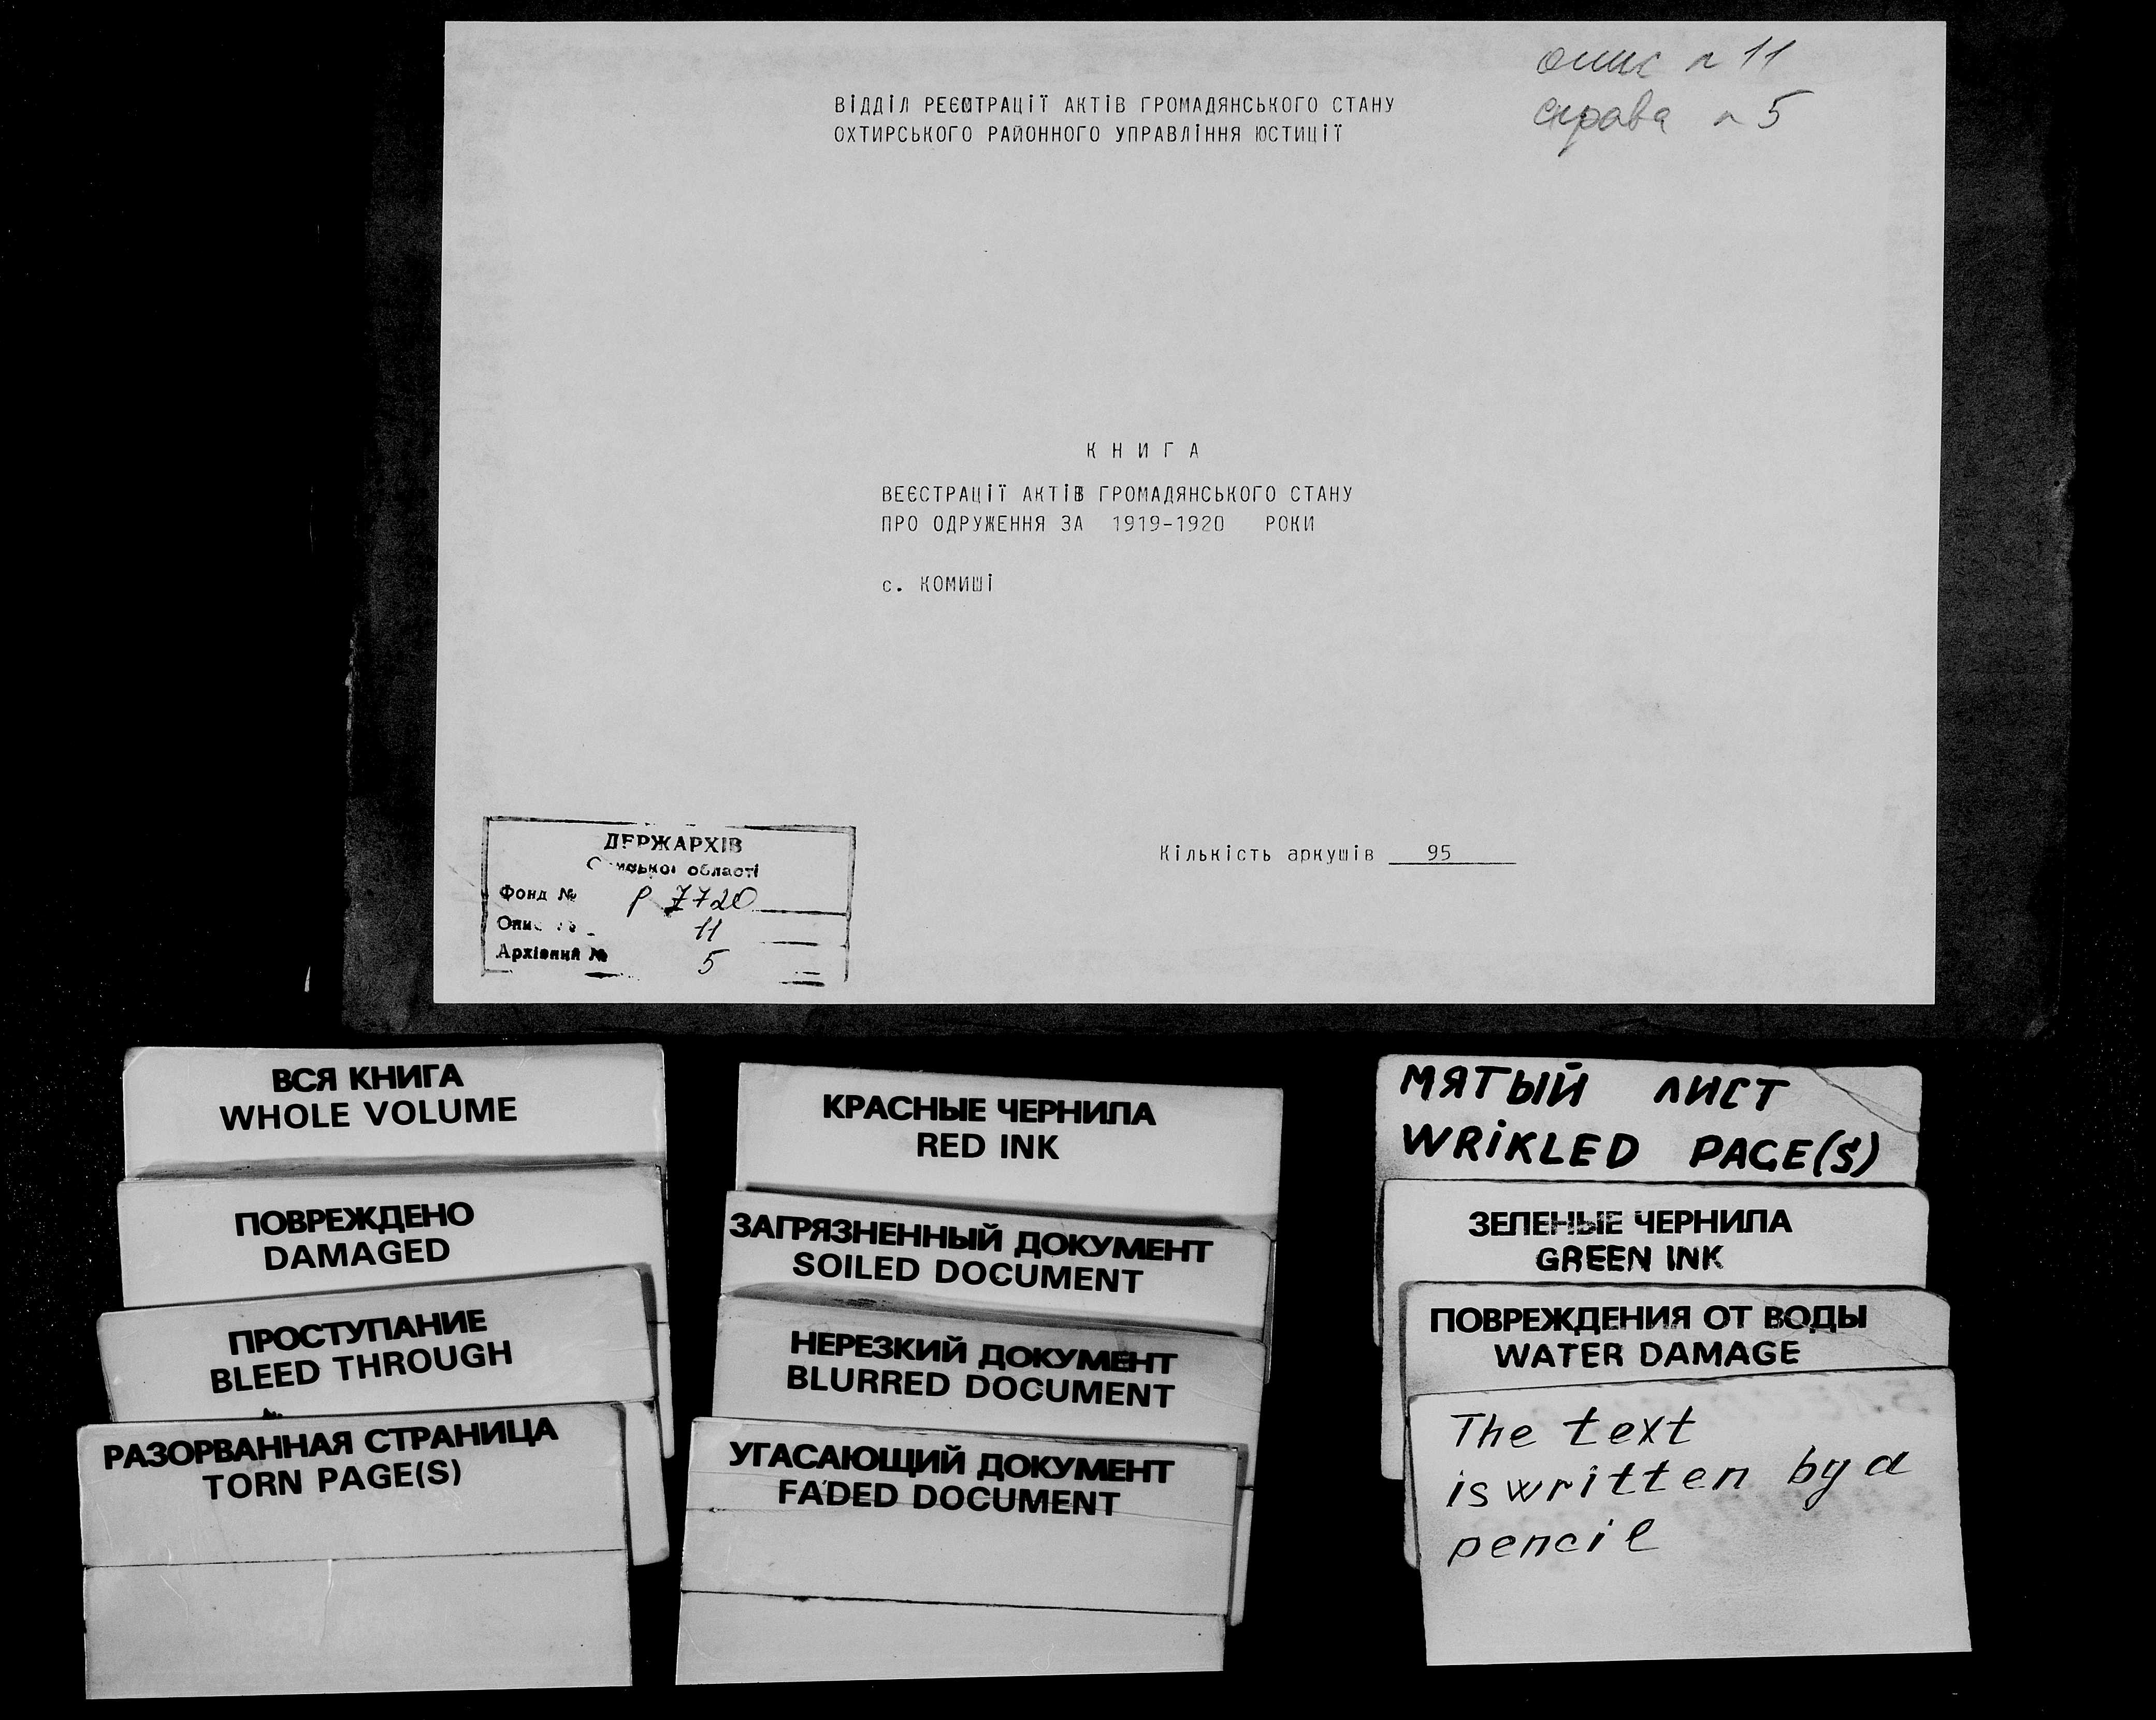 опис n 11
справа n 5
ВІДДІЛ РЕЄСТРАЦІЇ АКТІВ ГРОМАДЯНСЬКОГО СТАНУ
ОХТИРСЬКОГО РАЙОННОГО УПРАВЛІННЯ ЮСТИЦІЇ
К Н И Г А
ВЕЄСТРАЦІЇ АКТІВ ГРОМАДЯНСЬКОГО СТАНУ
ПРО ОДРУЖЕННЯ ЗА 1919-1920 РОКИ
с. КОМИШІ
Кількість аркушів 95
ДЕРЖАРХІВ
Сумської області
Фонд № Р 7720
Опис № 11
Архівний № 5
ВСЯ КНИГА
WHOLE VOLUME
ПОВРЕЖДЕНО
DAMAGED
ПРОСТУПАНИЕ
BLEED THROUGH
РАЗОРВАННАЯ СТРАНИЦА
TORN PAGE(S)
КРАСНЫЕ ЧЕРНИЛА
RED INK
ЗАГРЯЗНЕННЫЙ ДОКУМЕНТ
SOILED DOCUMENT
НЕРЕЗКИЙ ДОКУМЕНТ
BLURRED DOCUMENT
УГАСАЮЩИЙ ДОКУМЕНТ
FADED DOCUMENT
МЯТЫЙ ЛИСТ
WRIKLED PAGE(S)
ЗЕЛЕНЫЕ ЧЕРНИЛА
GREEN INK
ПОВРЕЖДЕНИЯ ОТ ВОДЫ
WATER DAMAGE
The text
is written by a
pencil